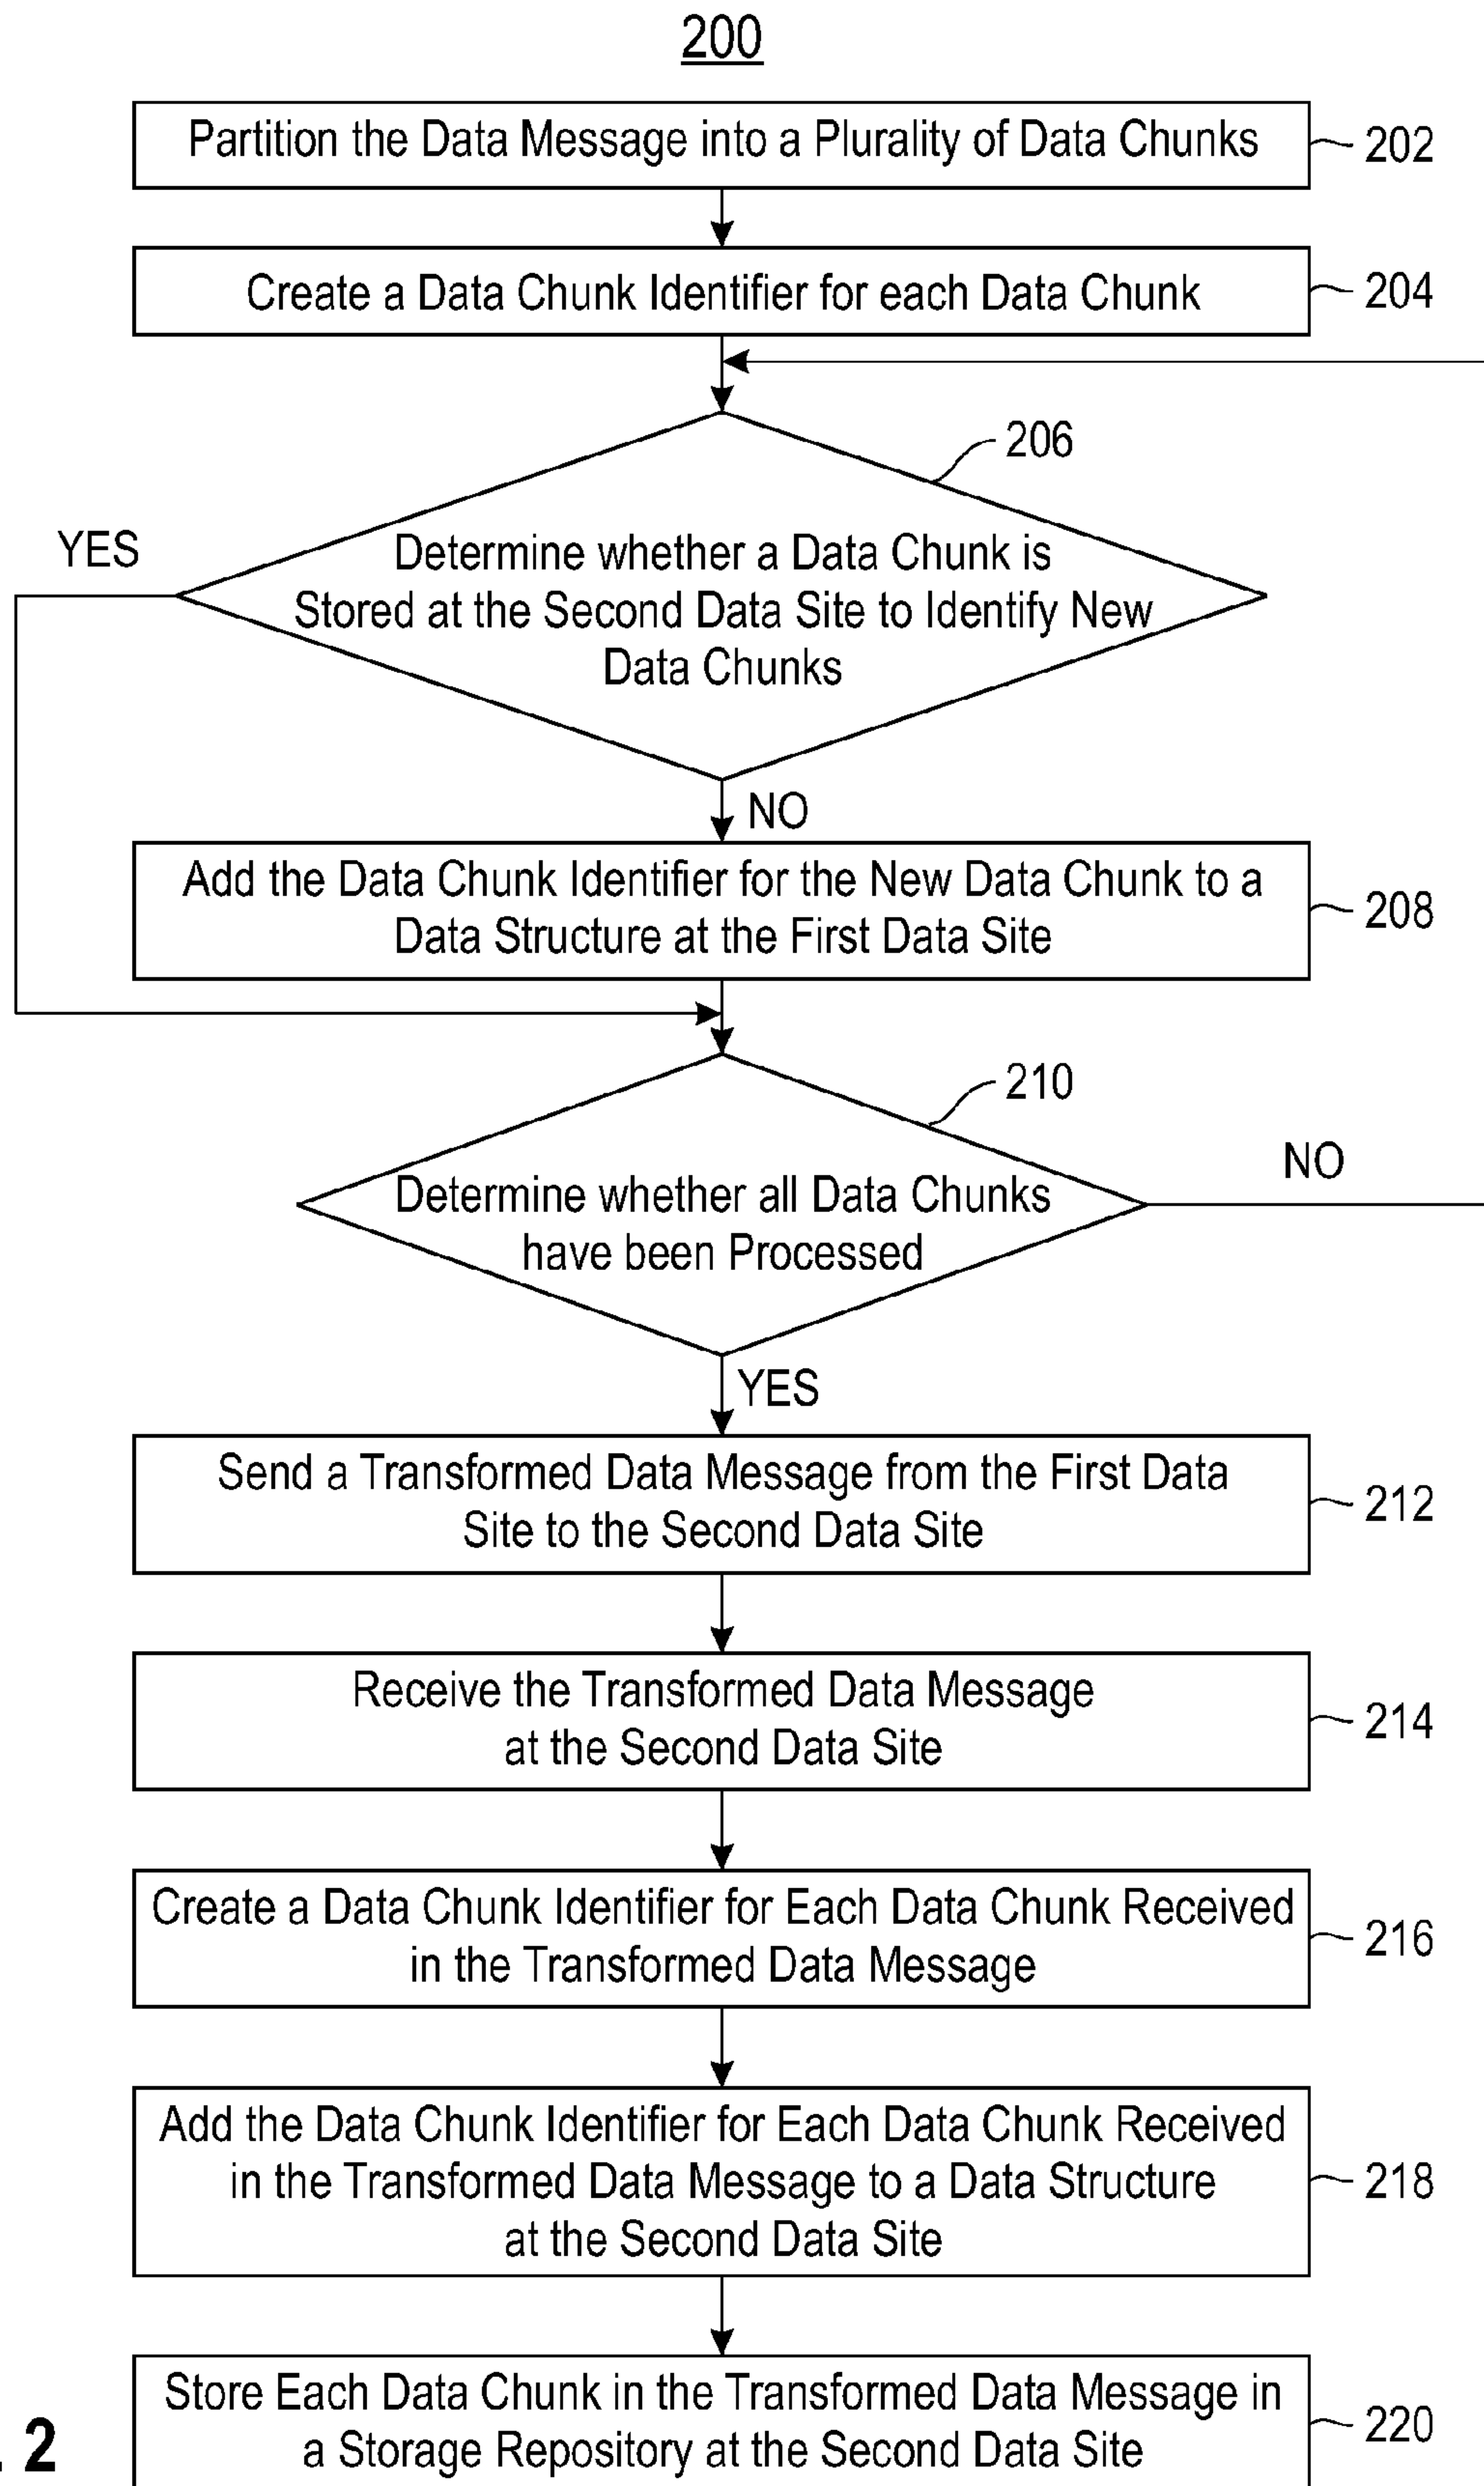 200
Partition the Data Message into a Plurality of Data Chunks
202
Create a Data Chunk Identifier for each Data Chunk
204
206
YES
Determine whether a Data Chunk is
Stored at the Second Data Site to Identify New
Data Chunks
NO
Add the Data Chunk Identifier for the New Data Chunk to a
Data Structure at the First Data Site
208
210
NO
Determine whether all Data Chunks
have been Processed
YES
Send a Transformed Data Message from the First Data
Site to the Second Data Site
212
Receive the Transformed Data Message
at the Second Data Site
214
Create a Data Chunk Identifier for Each Data Chunk Received
in the Transformed Data Message
216
Add the Data Chunk Identifier for Each Data Chunk Received
in the Transformed Data Message to a Data Structure
at the Second Data Site
218
Store Each Data Chunk in the Transformed Data Message in
a Storage Repository at the Second Data Site
220
. 2